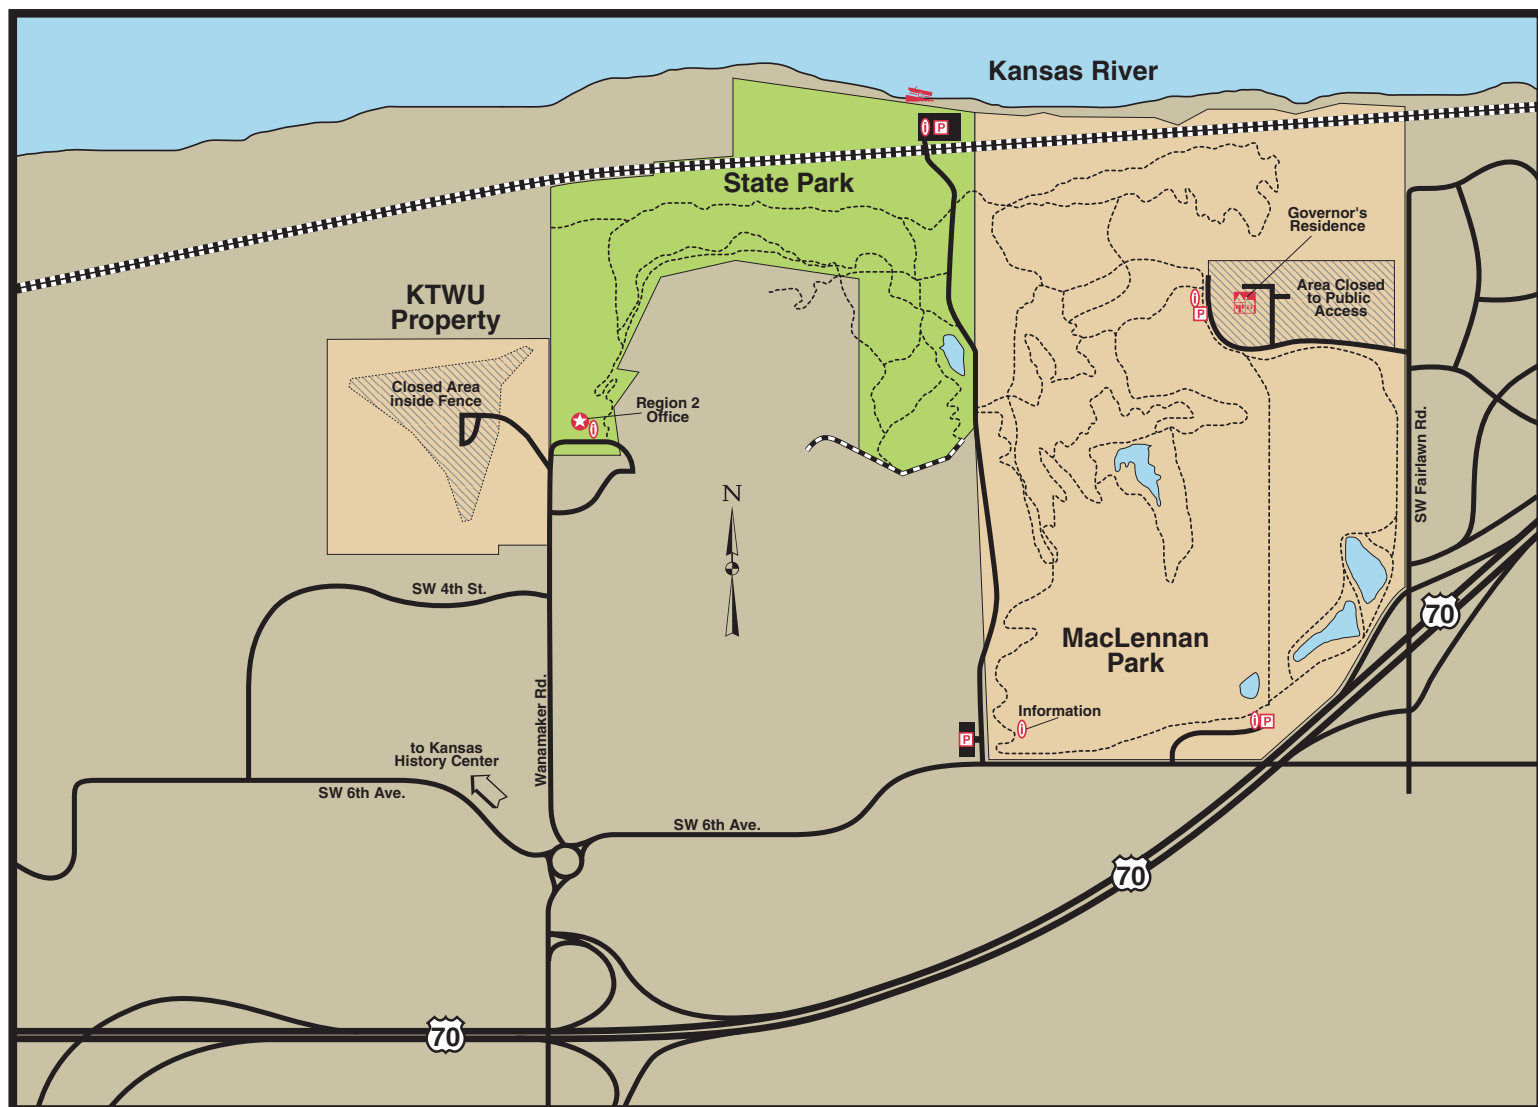 Kansas River
i P
State Park
Governor's
Residence
Area Closed
to Public
Access
i
P
KTWU
Property
Closed Area
inside Fence
Region 2
Office
i
SW Fairlawn Rd.
N
SW 4th St.
70
MacLennan
Park
Wanamaker Rd.
Information
i
i P
P
to Kansas
History Center
SW 6th Ave.
SW 6th Ave.
70
70